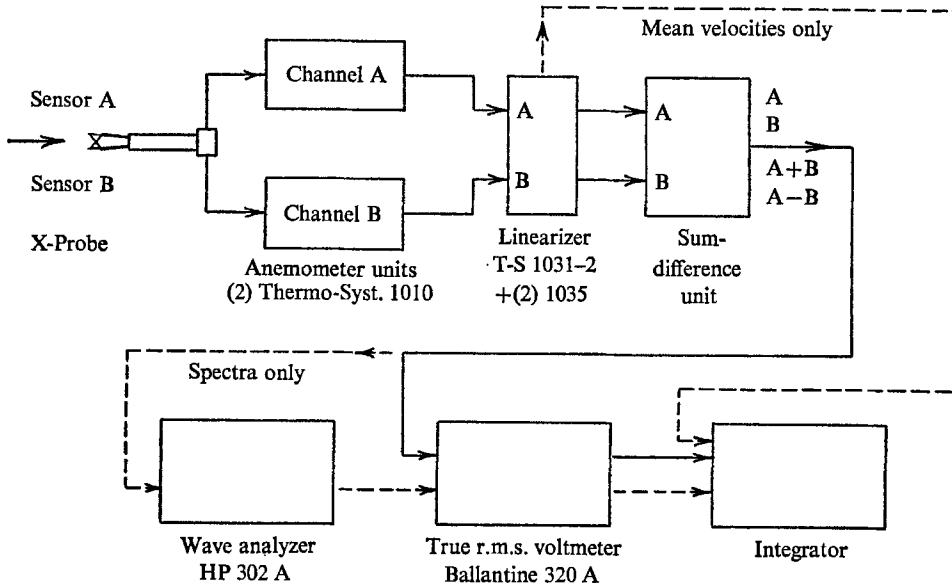 Mean velocities only
Sensor A
Channel A
A
A
A
B
Sensor B
Channel B
B
B
A+B
A−B
X-Probe
Anemometer units
(2) Thermo-Syst. 1010
Linearizer
T-S 1031–2
+(2) 1035
Sum-
difference
unit
Spectra only
Wave analyzer
HP 302 A
True r.m.s. voltmeter
Ballantine 320 A
Integrator